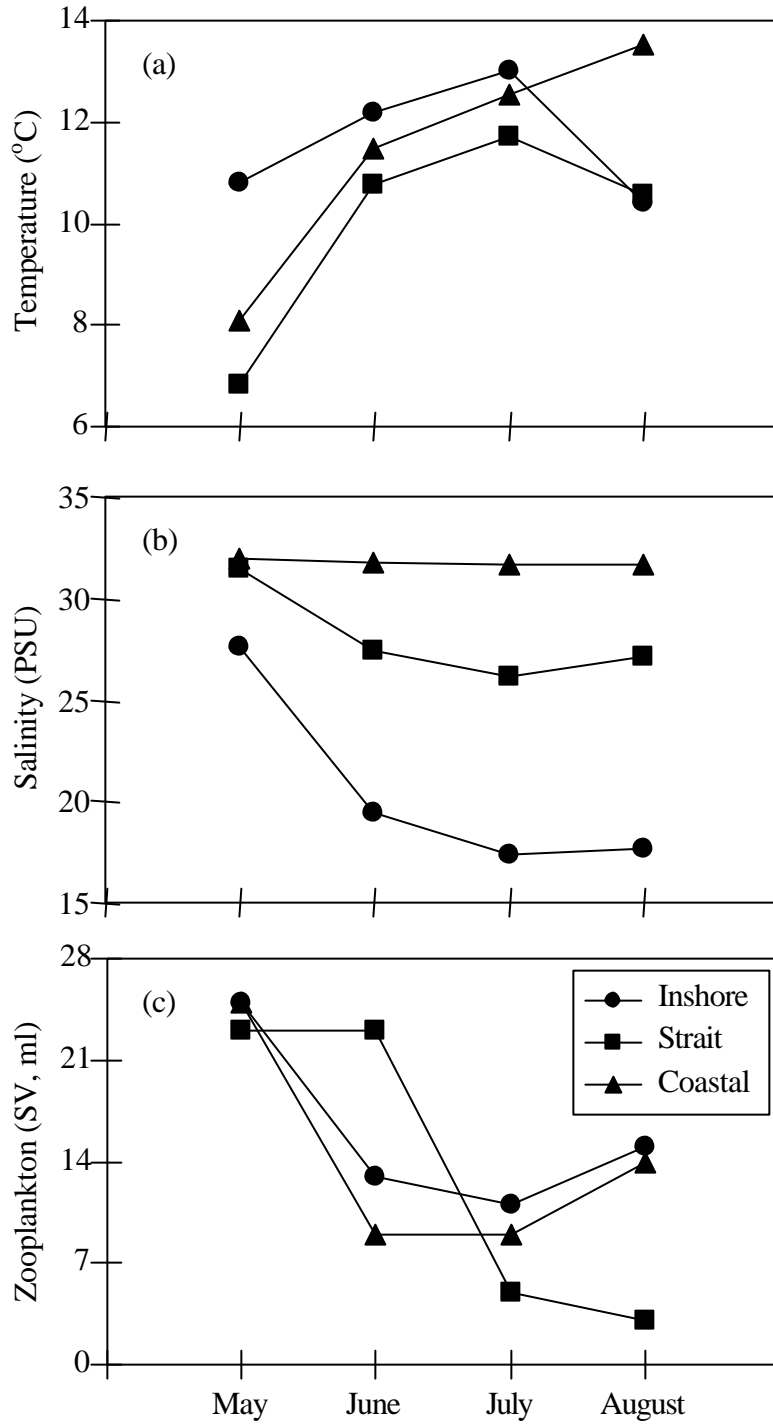 (a)
Temperature (°C)
14
12
10
8
6
(b)
Salinity (PSU)
35
30
25
20
15
(c)
Zooplankton (SV, ml)
28
21
14
7
0
Inshore
Strait
Coastal
May June July August